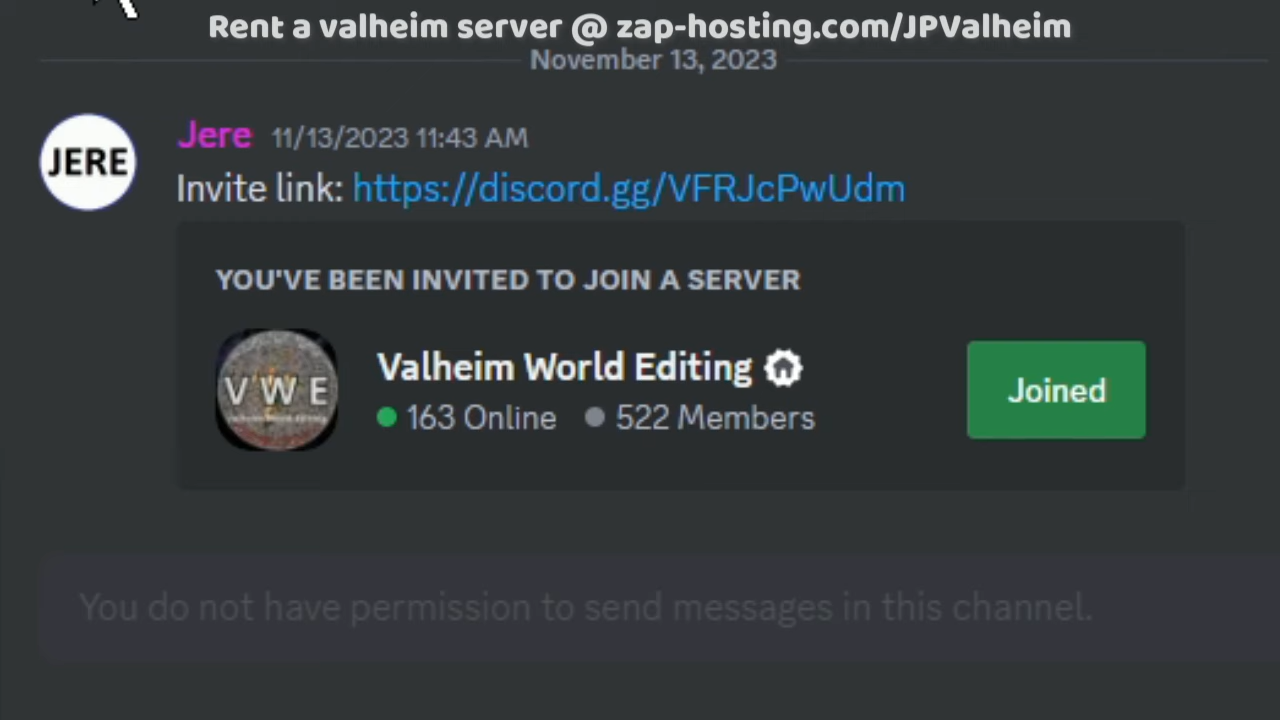 Rent a valheim server @ zap-hosting.com/JPValheim
November 13, 2023
JERE
Jere 11/13/2023 11:43 AM
Invite link: https://discord.gg/VFRJcPwUdm
YOU'VE BEEN INVITED TO JOIN A SERVER
VWE
Valheim World Editing
163 Online 522 Members
Joined
You do not have permission to send messages in this channel.